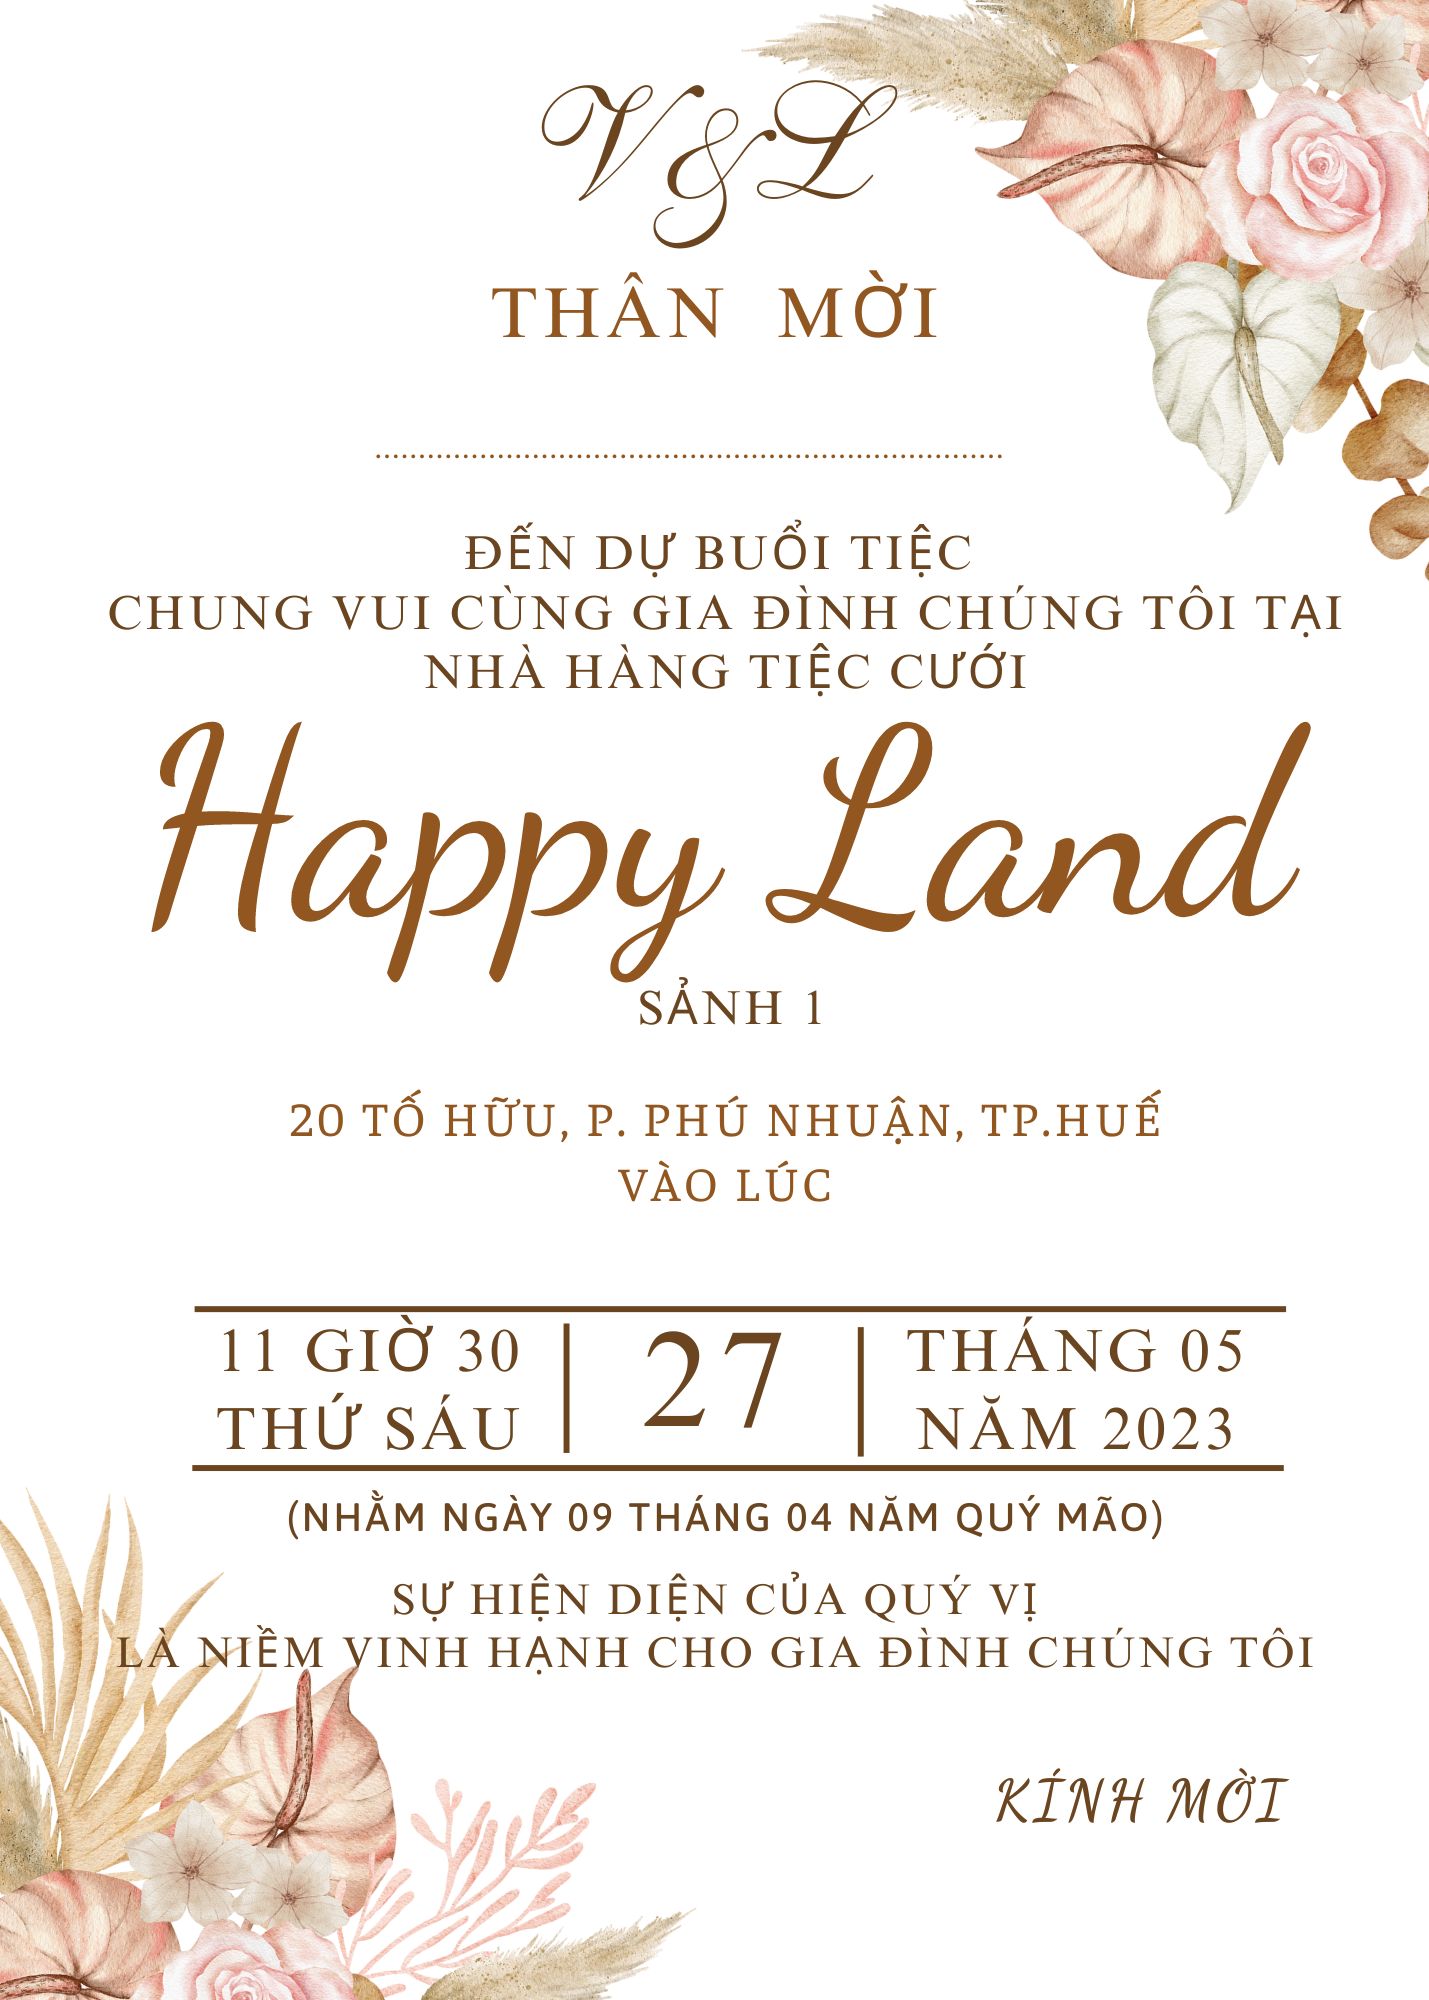 V&L
THÂN MỜI
ĐẾN DỰ BUỔI TIỆC
CHUNG VUI CÙNG GIA ĐÌNH CHÚNG TÔI TẠI
NHÀ HÀNG TIỆC CƯỚI
Happy Land
SẢNH 1
20 TỐ HỮU, P. PHÚ NHUẬN, TP.HUẾ
VÀO LÚC
11 GIỜ 30
THỨ SÁU
27
THÁNG 05
NĂM 2023
(NHẰM NGÀY 09 THÁNG 04 NĂM QUÝ MÃO)
SỰ HIỆN DIỆN CỦA QUÝ VỊ
LÀ NIỀM VINH HẠNH CHO GIA ĐÌNH CHÚNG TÔI
KÍNH MỜI